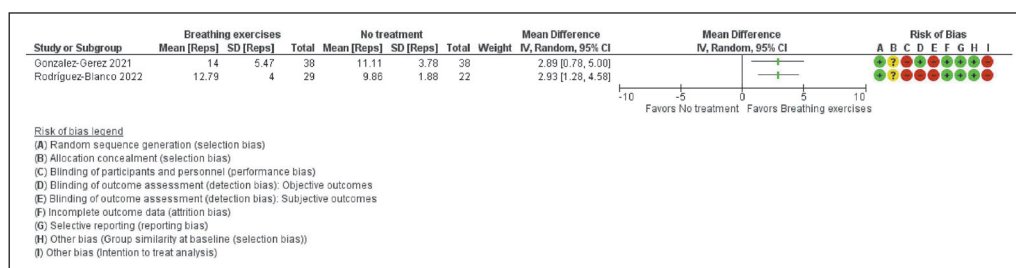 Breathing exercises No treatment Mean Difference Mean Difference Risk of Bias
Study or Subgroup Mean [Reps] SD [Reps] Total Mean [Reps] SD [Reps] Total Weight IV, Random, 95% CI IV, Random, 95% CI A B C D E F G H I
Gonzalez-Gerez 2021 14 5.47 38 11.11 3.78 38 2.89 [0.78, 5.00] + ? - + - + + + -
Rodríguez-Blanco 2022 12.79 4 29 9.86 1.88 22 2.93 [1.28, 4.58] + ? - - - + + + -
-10 -5 0 5 10
Favors No treatment Favors Breathing exercises
Risk of bias legend
(A) Random sequence generation (selection bias)
(B) Allocation concealment (selection bias)
(C) Blinding of participants and personnel (performance bias)
(D) Blinding of outcome assessment (detection bias): Objective outcomes
(E) Blinding of outcome assessment (detection bias): Subjective outcomes
(F) Incomplete outcome data (attrition bias)
(G) Selective reporting (reporting bias)
(H) Other bias (Group similarity at baseline (selection bias))
(I) Other bias (Intention to treat analysis)